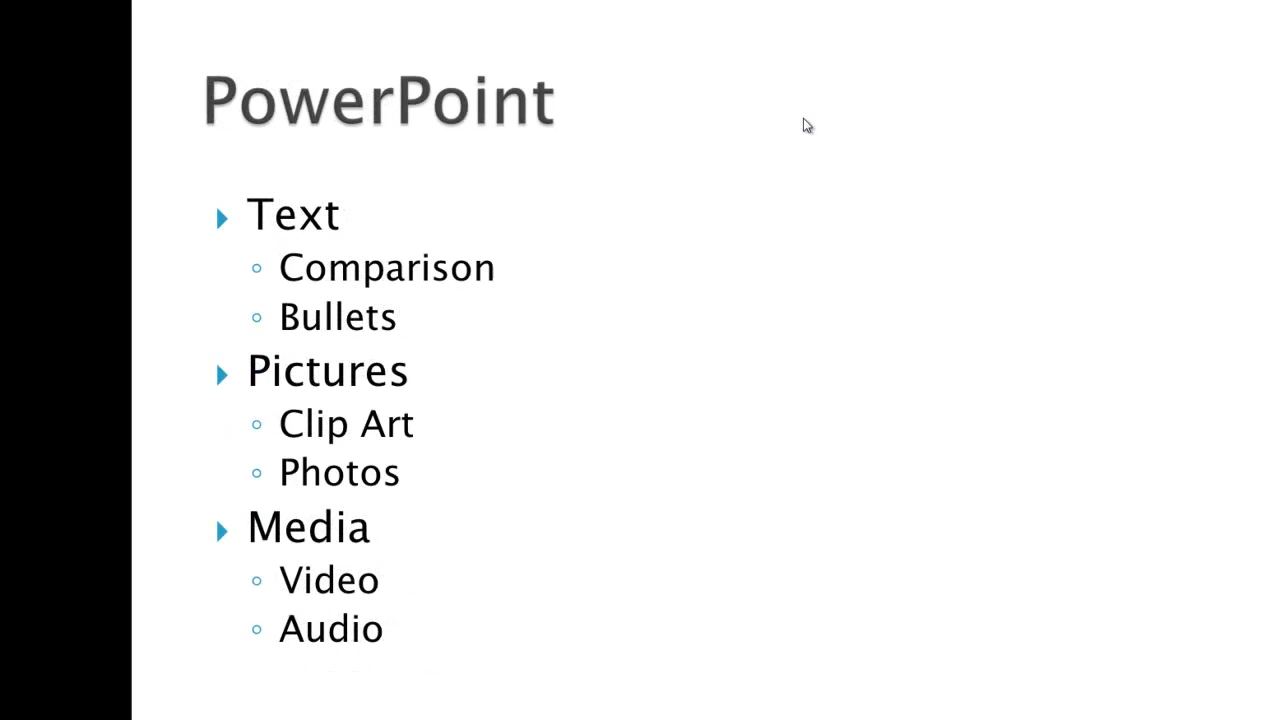 PowerPoint
Text
Comparison
Bullets
Pictures
Clip Art
Photos
Media
Video
Audio